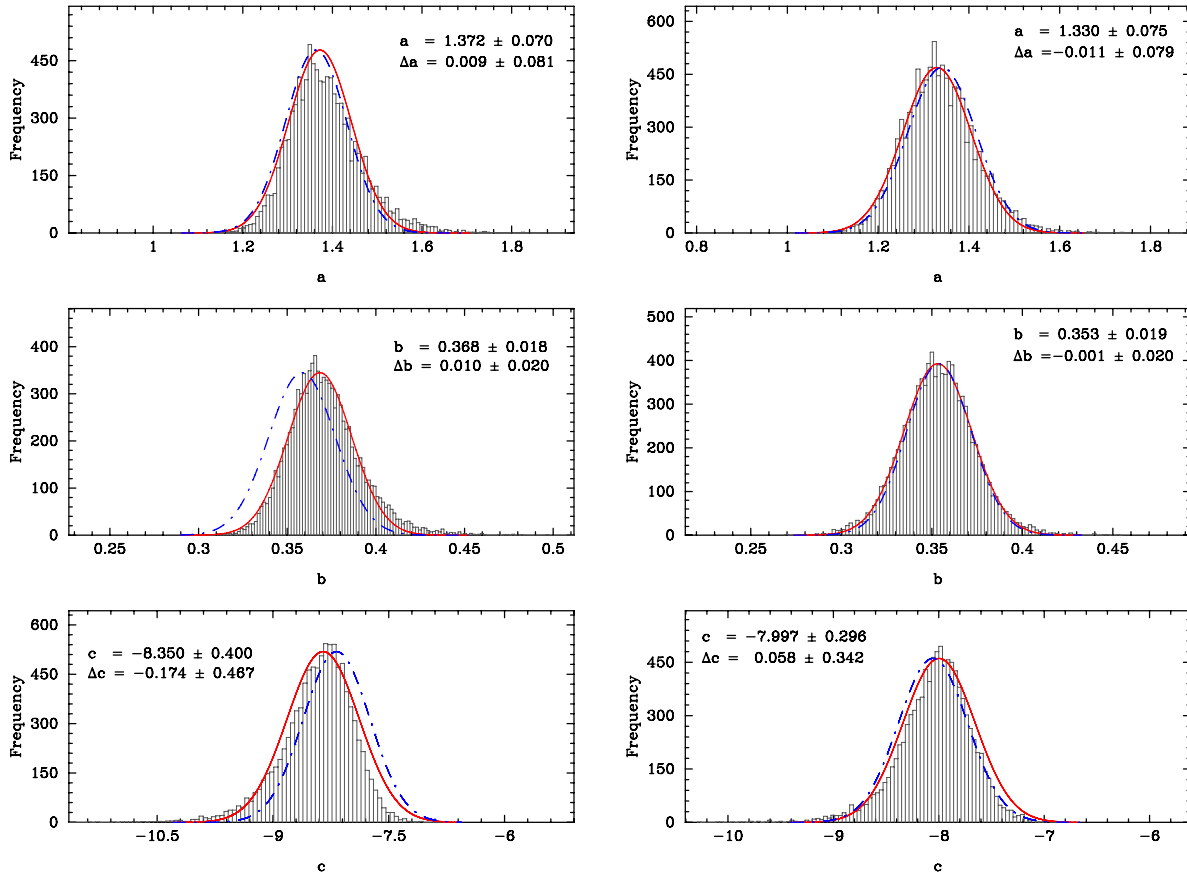 a = 1.372 ± 0.070
Δa = 0.009 ± 0.081
Frequency
450
300
150
0
1
1.2
1.4
1.6
1.8
a
a = 1.330 ± 0.075
Δa =−0.011 ± 0.079
Frequency
600
450
300
150
0
0.8
1
1.2
1.4
1.6
1.8
a
b = 0.368 ± 0.018
Δb = 0.010 ± 0.020
Frequency
400
300
200
100
0
0.25
0.3
0.35
0.4
0.45
0.5
b
b = 0.353 ± 0.019
Δb =−0.001 ± 0.020
Frequency
500
400
300
200
100
0
0.25
0.3
0.35
0.4
0.45
b
c = −8.350 ± 0.400
Δc = −0.174 ± 0.467
Frequency
600
450
300
150
0
−10.5
−9
−7.5
−6
c
c = −7.997 ± 0.296
Δc = 0.058 ± 0.342
Frequency
450
300
150
0
−10
−9
−8
−7
−6
c